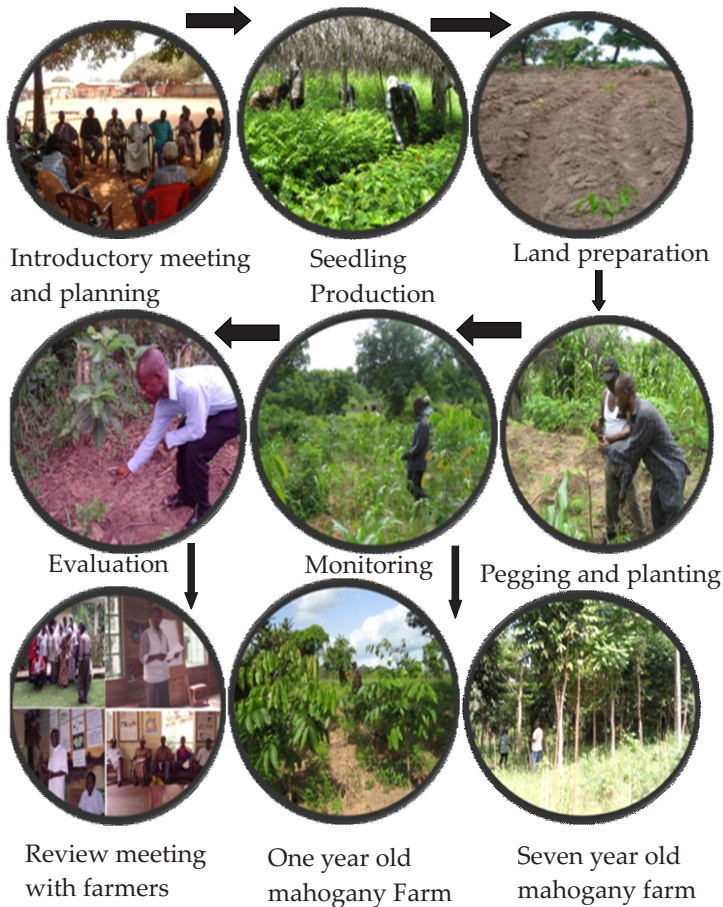 Introductory meeting
and planning
Seedling
Production
Land preparation
Evaluation
Monitoring
Pegging and planting
Review meeting
with farmers
One year old
mahogany Farm
Seven year old
mahogany farm